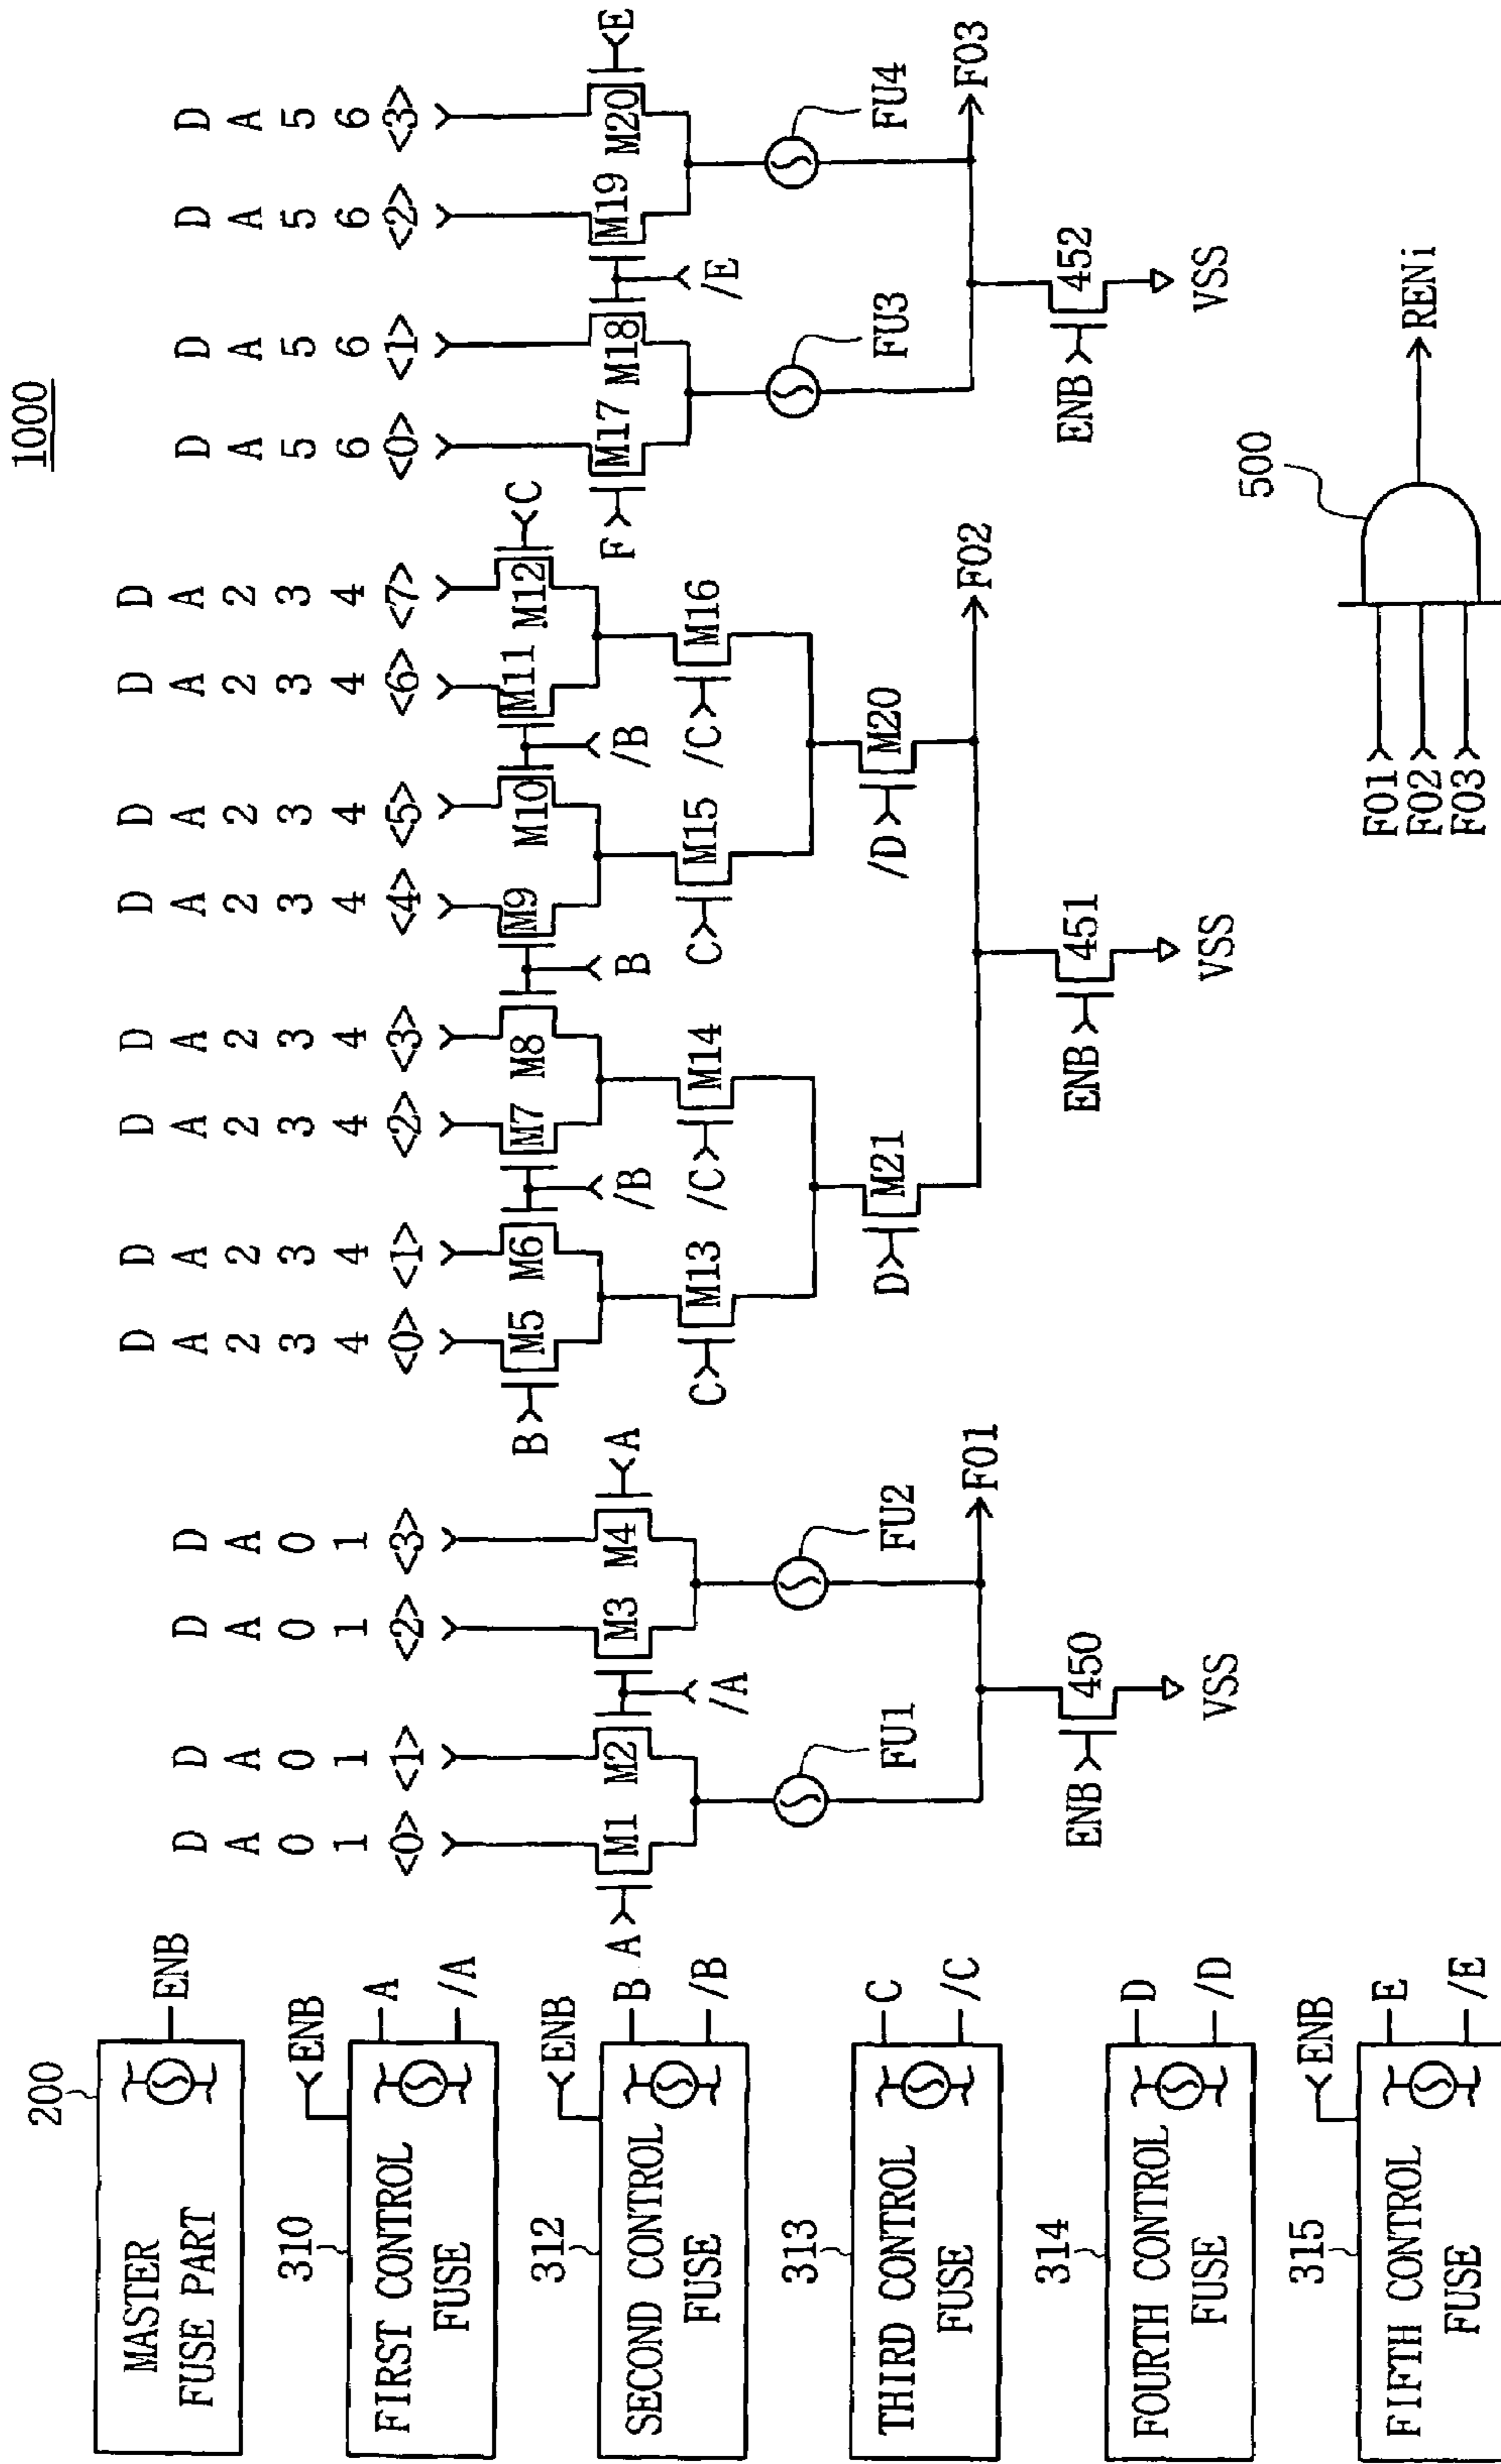 1000
200
MASTER
FUSE PART
ENB
310
ENB
FIRST CONTROL
FUSE
A
/A
312
ENB
SECOND CONTROL
FUSE
B
/B
313
THIRD CONTROL
FUSE
C
/C
314
FOURTH CONTROL
FUSE
D
/D
315
ENB
FIFTH CONTROL
FUSE
E
/E
DA01<0>
DA01<1>
DA01<2>
DA01<3>
A
M1
M2
/A
M3
M4
A
FU1
FU2
FO1
ENB
450
VSS
DA234<0>
DA234<1>
DA234<2>
DA234<3>
DA234<4>
DA234<5>
DA234<6>
DA234<7>
B
M5
M6
/B
M7
M8
B
M9
M10
/B
M11
M12
C
C
M13
/C
M14
C
M15
/C
M16
D
M21
/D
M20
FO2
ENB
451
VSS
DA56<0>
DA56<1>
DA56<2>
DA56<3>
F
M17
M18
/E
M19
M20
E
FU3
FU4
FO3
ENB
452
VSS
500
FO1
FO2
FO3
RENi